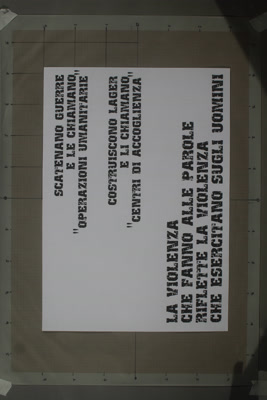 SCATENANO GUERRE
E LE CHIAMANO
"OPERAZIONI UMANITARIE"
COSTRUISCONO LAGER
E LI CHIAMANO
"CENTRI DI ACCOGLIENZA"
LA VIOLENZA
CHE FANNO ALLE PAROLE
RIFLETTE LA VIOLENZA
CHE ESERCITANO SUGLI UOMINI